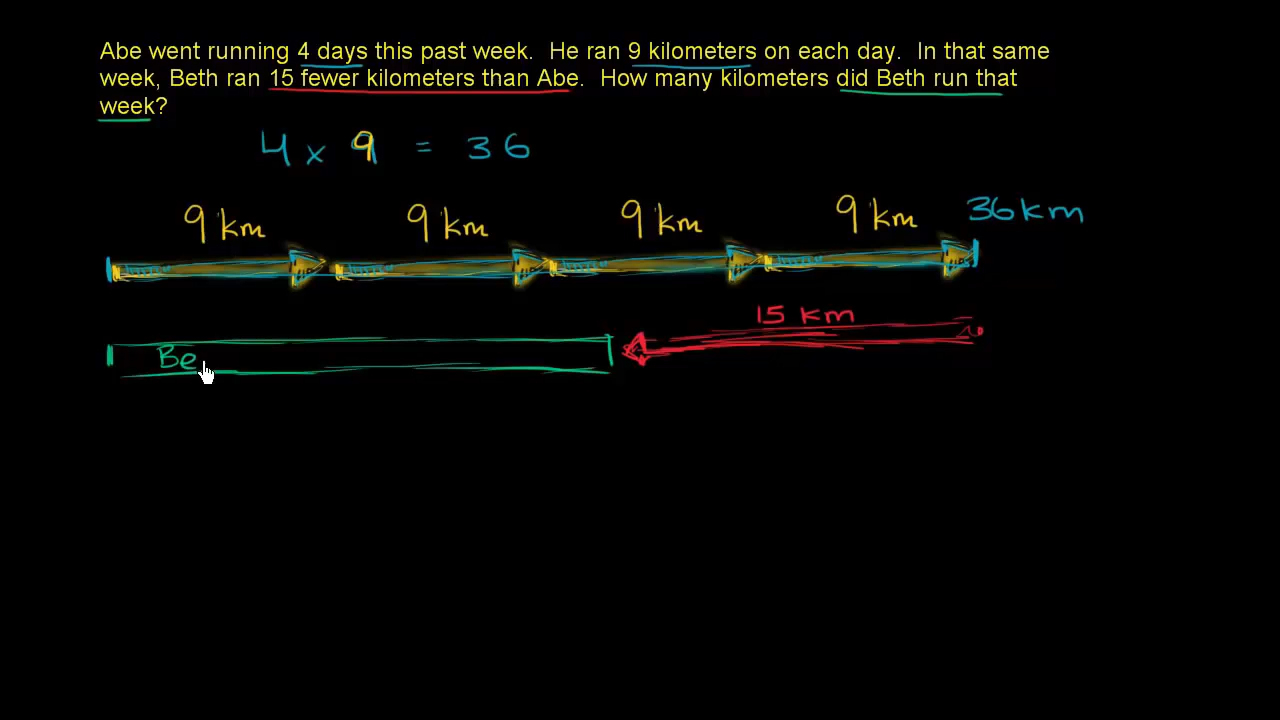 Abe went running 4 days this past week. He ran 9 kilometers on each day. In that same
week, Beth ran 15 fewer kilometers than Abe. How many kilometers did Beth run that
week?
4 x 9 = 36
9 km 9 km 9 km 9 km 36 km
15 km
Be